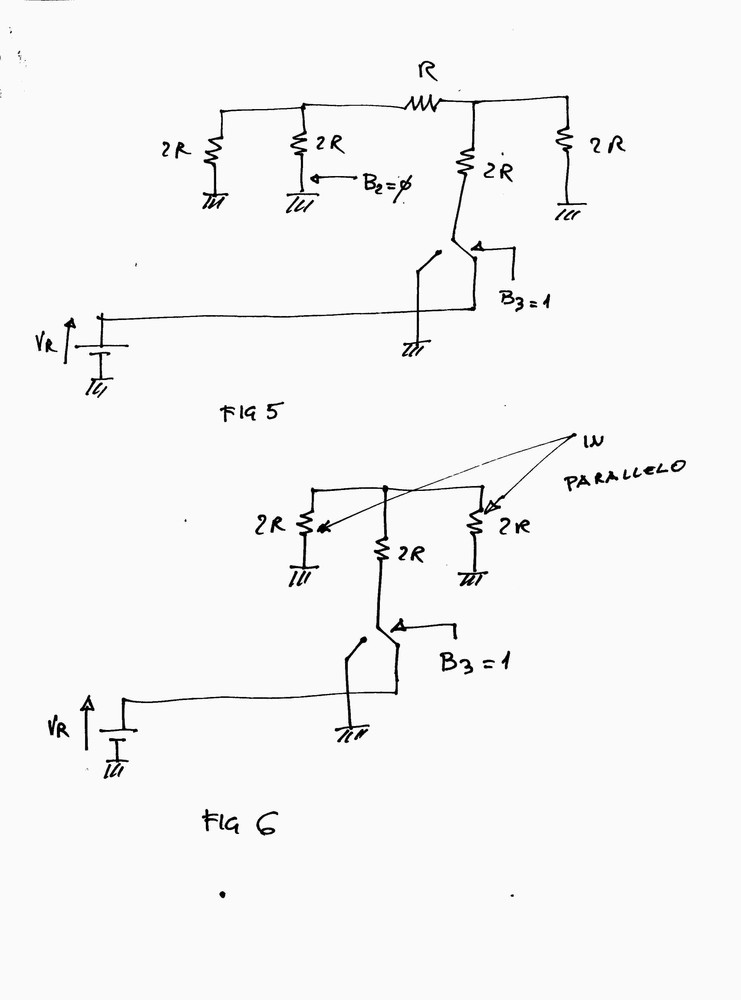 R
2R
2R
2R
2R
B2=φ
B3=1
VR
FIG 5
IN
PARALLELO
2R
2R
2R
B3=1
VR
FIG 6